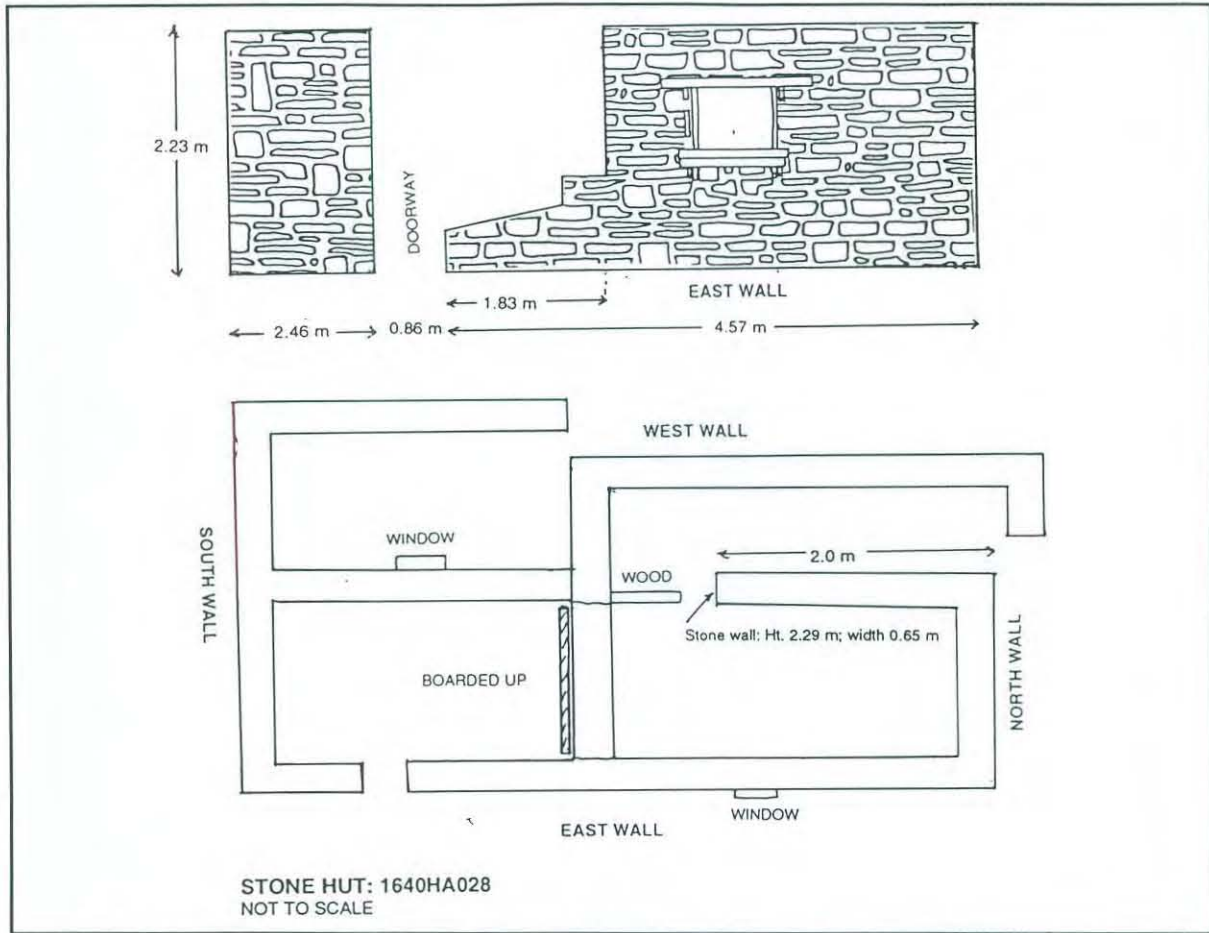 2.23 m
DOORWAY
EAST WALL
1.83 m
2.46 m
0.86 m
4.57 m
WEST WALL
SOUTH WALL
WINDOW
WOOD
2.0 m
Stone wall: Ht. 2.29 m; width 0.65 m
BOARDED UP
NORTH WALL
WINDOW
EAST WALL
STONE HUT: 1640HA028
NOT TO SCALE